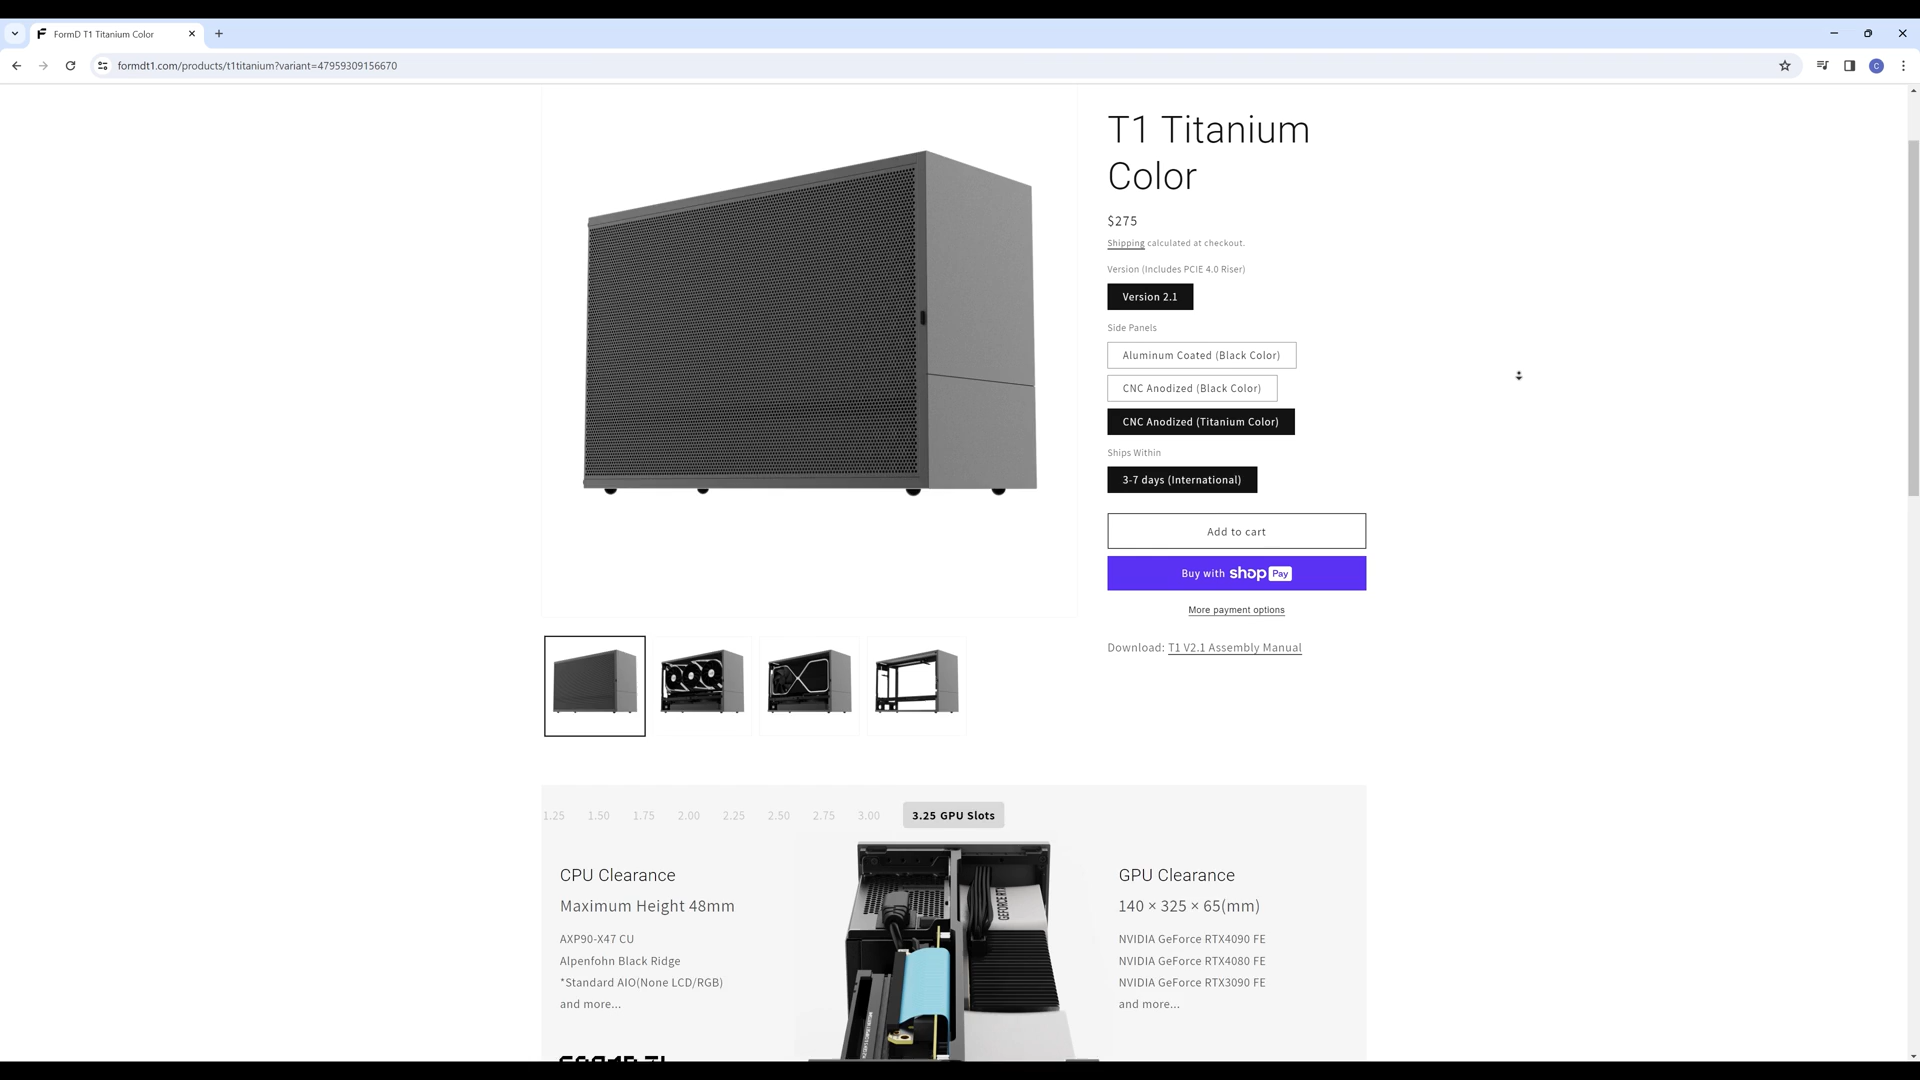 FormD T1 Titanium Color
formdt1.com/products/t1titanium?variant=47959309156670
C
T1 Titanium
Color
$275
Shipping calculated at checkout.
Version (Includes PCIE 4.0 Riser)
Version 2.1
Side Panels
Aluminum Coated (Black Color)
CNC Anodized (Black Color)
CNC Anodized (Titanium Color)
Ships Within
3-7 days (International)
Add to cart
Buy with shop Pay
More payment options
Download: T1 V2.1 Assembly Manual
1.25 1.50 1.75 2.00 2.25 2.50 2.75 3.00 3.25 GPU Slots
CPU Clearance
Maximum Height 48mm
AXP90-X47 CU
Alpenfohn Black Ridge
*Standard AIO(None LCD/RGB)
and more...
GEFORCE RTX
GPU Clearance
140 × 325 × 65(mm)
NVIDIA GeForce RTX4090 FE
NVIDIA GeForce RTX4080 FE
NVIDIA GeForce RTX3090 FE
and more...